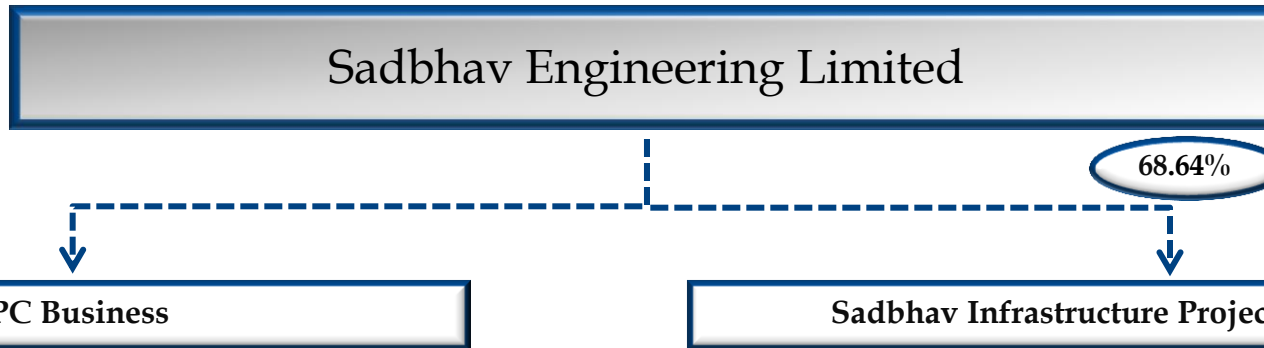 Sadbhav Engineering Limited
68.64%
PC Business
Sadbhav Infrastructure Projec